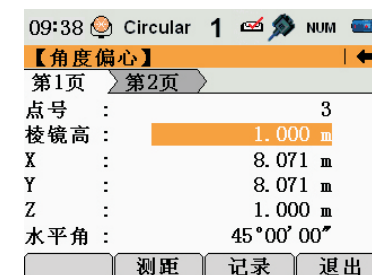 09:38 Circular 1 NUM
【角度偏心】
第1页 第2页
点号 : 3
棱镜高 : 1.000 m
X : 8.071 m
Y : 8.071 m
Z : 1.000 m
水平角 : 45°00′00″
测距 记录 退出